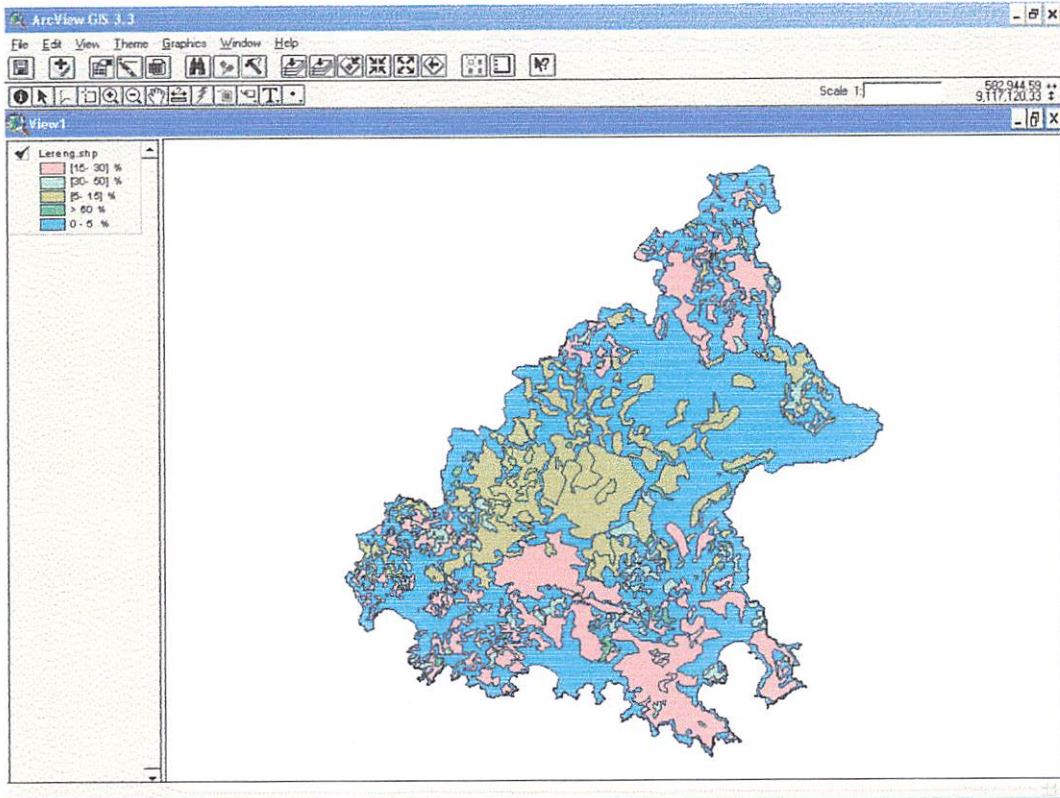 ArcView GIS 3.3
File Edit View Theme Graphics Window Help
Scale 1:
582,944.59
9,117,120.33
View1
Lereng.shp
[15- 30] %
[30- 50] %
[5- 15] %
> 50 %
0 - 5 %